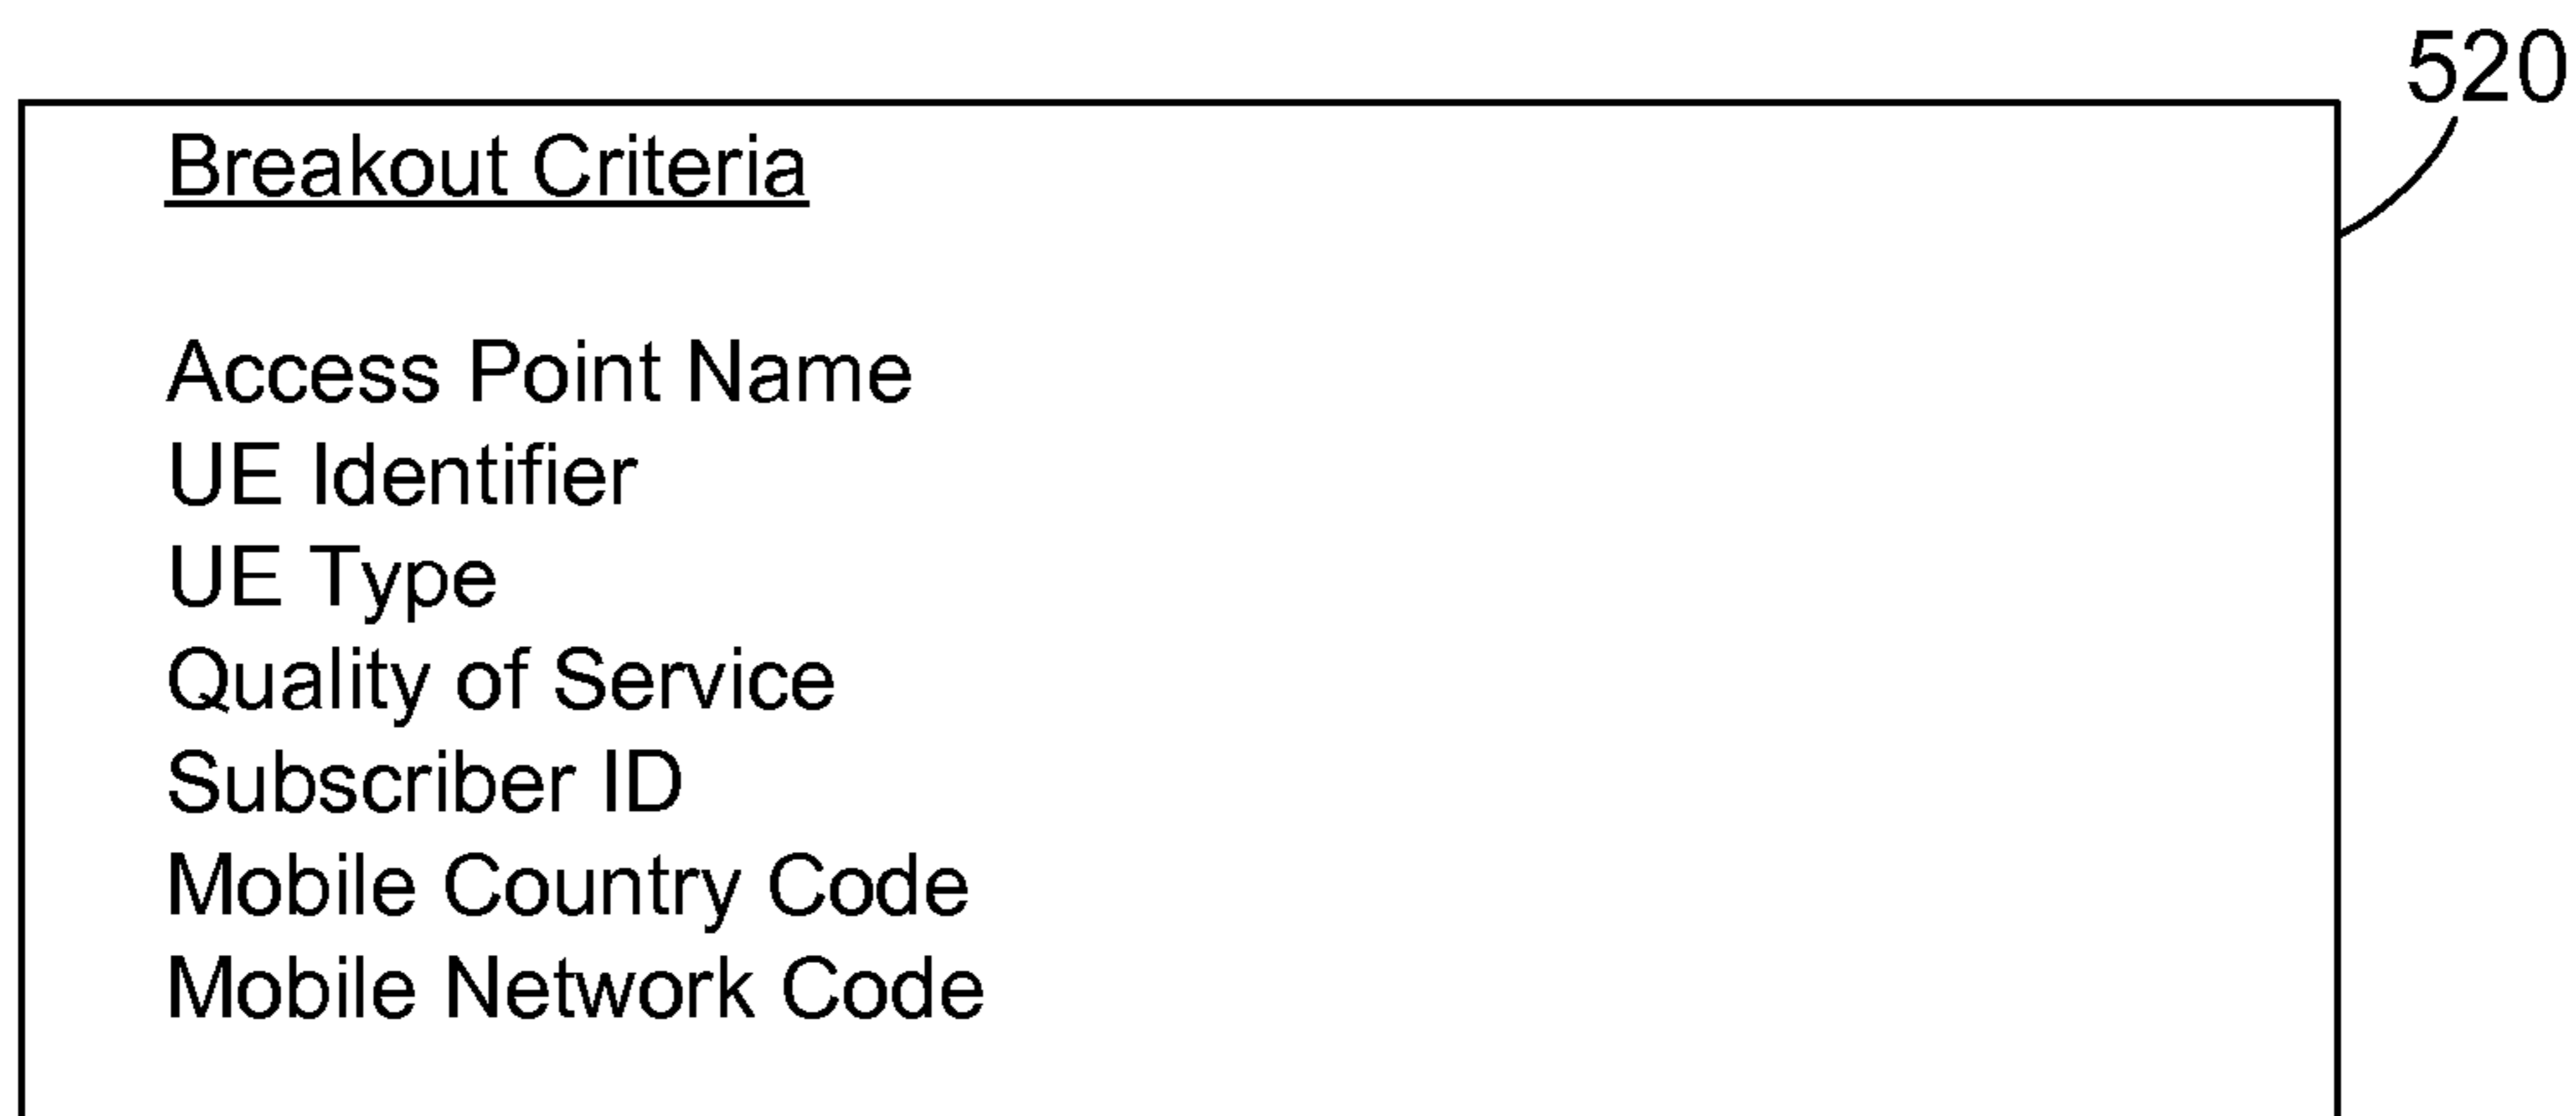 520
Breakout Criteria
Access Point Name
UE Identifier
UE Type
Quality of Service
Subscriber ID
Mobile Country Code
Mobile Network Code